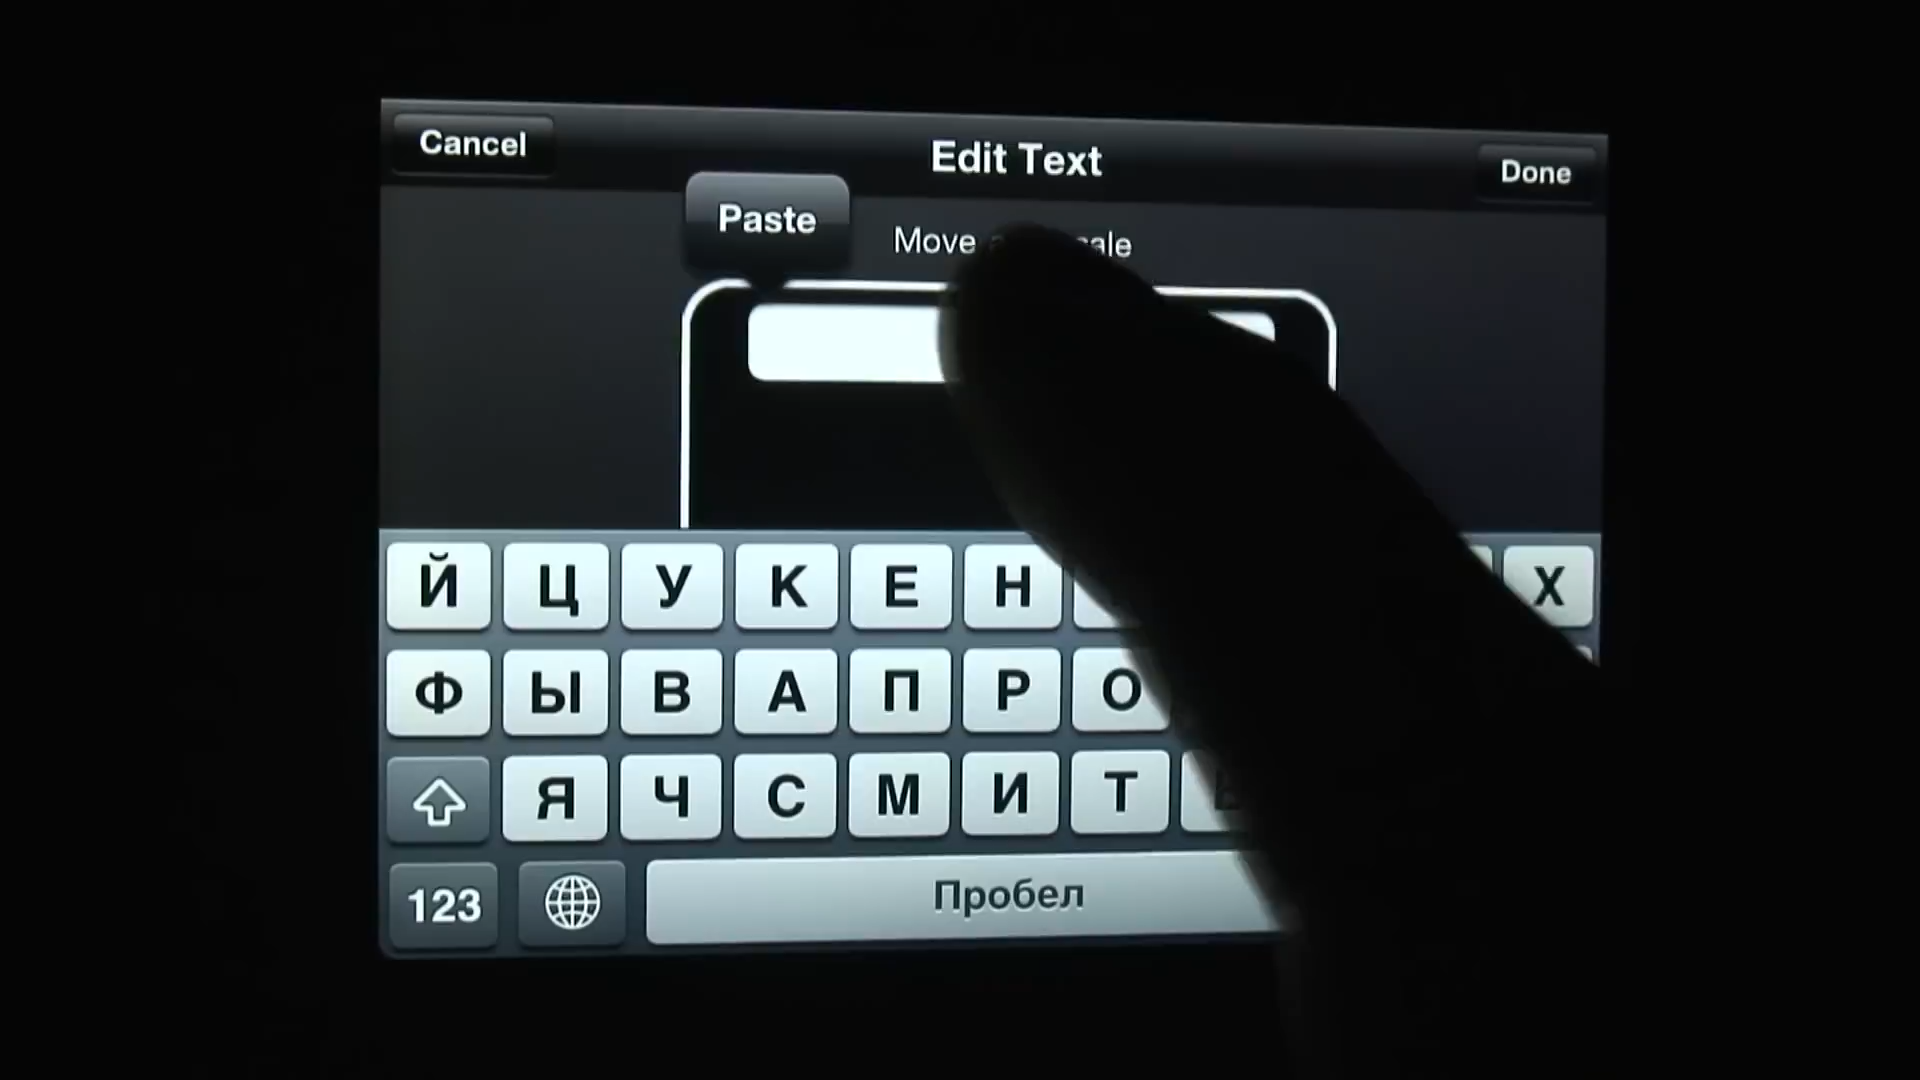 Cancel
Edit Text
Done
Paste
Move
Й Ц У К Е Н Х
Ф Ы В А П Р О
Я Ч С М И Т
123
Пробел